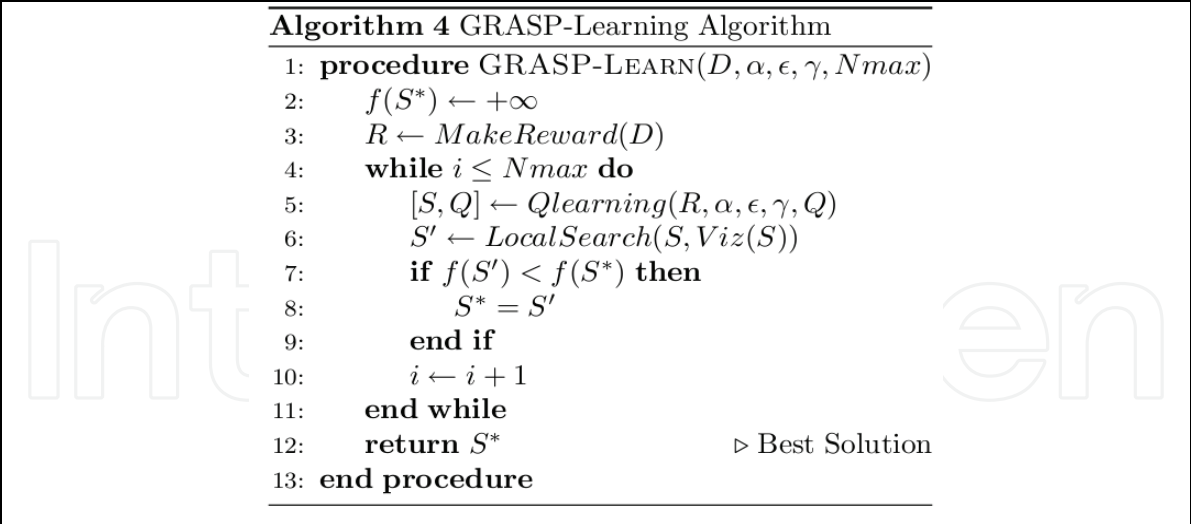 Algorithm 4 GRASP-Learning Algorithm
1: procedure GRASP-LEARN(D, α, ϵ, γ, Nmax)
2: f(S*) ← +∞
3: R ← MakeReward(D)
4: while i ≤ Nmax do
5: [S, Q] ← Qlearning(R, α, ϵ, γ, Q)
6: S′ ← LocalSearch(S, Viz(S))
7: if f(S′) < f(S*) then
8: S* = S′
9: end if
10: i ← i + 1
11: end while
12: return S* ▷ Best Solution
13: end procedure
Int en